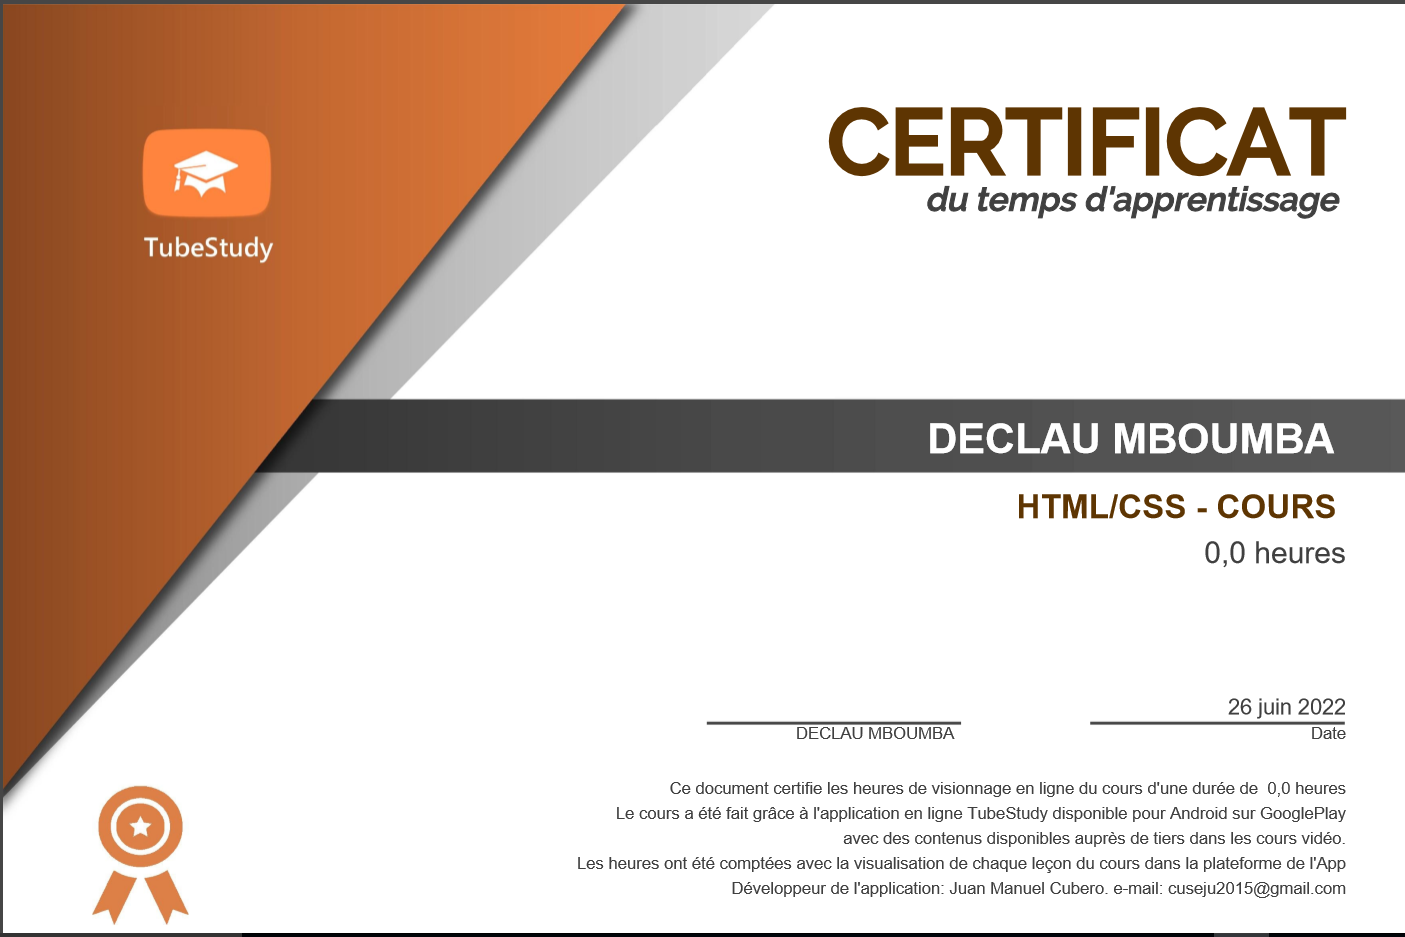 TubeStudy
CERTIFICAT
du temps d'apprentissage
DECLAU MBOUMBA
HTML/CSS - COURS
0,0 heures
26 juin 2022
DECLAU MBOUMBA
Date
Ce document certifie les heures de visionnage en ligne du cours d'une durée de 0,0 heures
Le cours a été fait grâce à l'application en ligne TubeStudy disponible pour Android sur GooglePlay
avec des contenus disponibles auprès de tiers dans les cours vidéo.
Les heures ont été comptées avec la visualisation de chaque leçon du cours dans la plateforme de l'App
Développeur de l'application: Juan Manuel Cubero. e-mail: cuseju2015@gmail.com